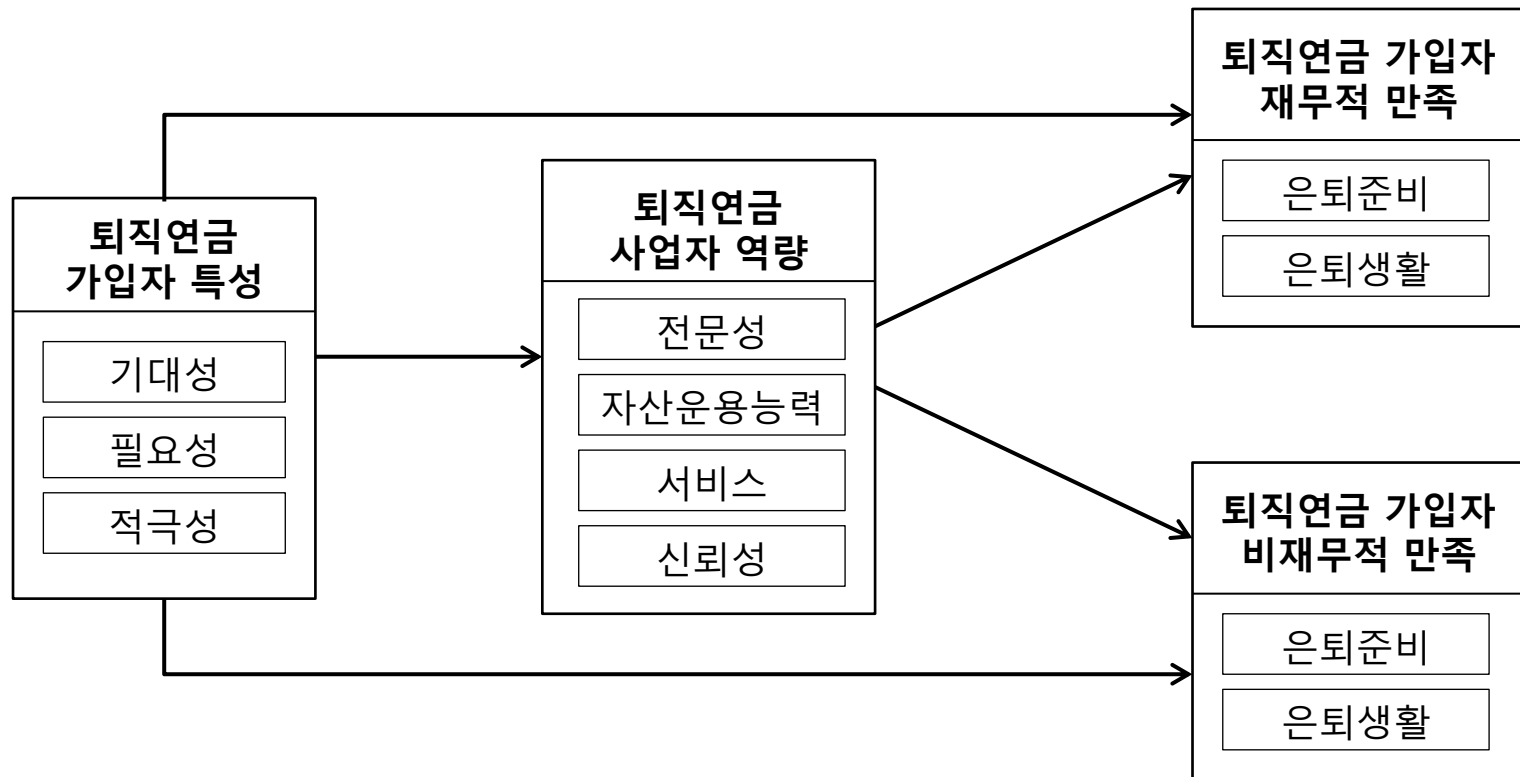 퇴직연금
가입자 특성
기대성
필요성
적극성
퇴직연금
사업자 역량
전문성
자산운용능력
서비스
신뢰성
퇴직연금 가입자
재무적 만족
은퇴준비
은퇴생활
퇴직연금 가입자
비재무적 만족
은퇴준비
은퇴생활